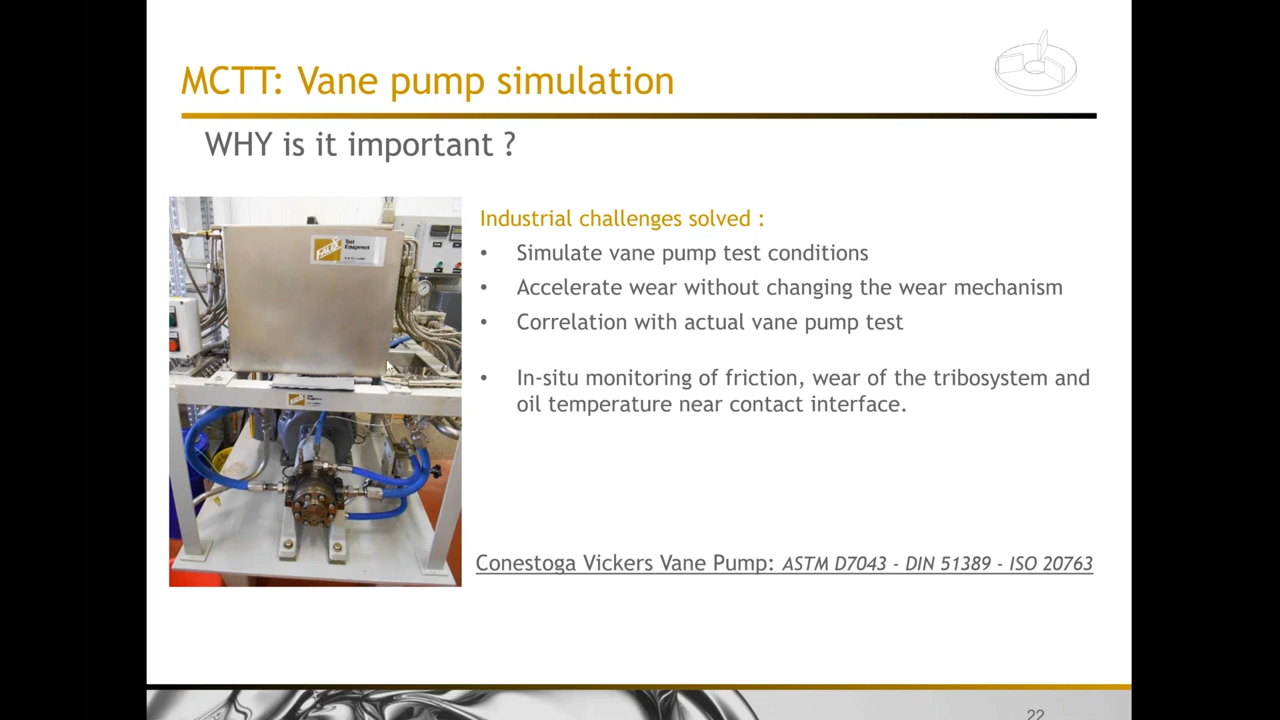 MCTT: Vane pump simulation
WHY is it important ?
Industrial challenges solved :
• Simulate vane pump test conditions
• Accelerate wear without changing the wear mechanism
• Correlation with actual vane pump test
• In-situ monitoring of friction, wear of the tribosystem and
oil temperature near contact interface.
FALEX
Test
Equipment
Conestoga Vickers Vane Pump: ASTM D7043 - DIN 51389 - ISO 20763
22